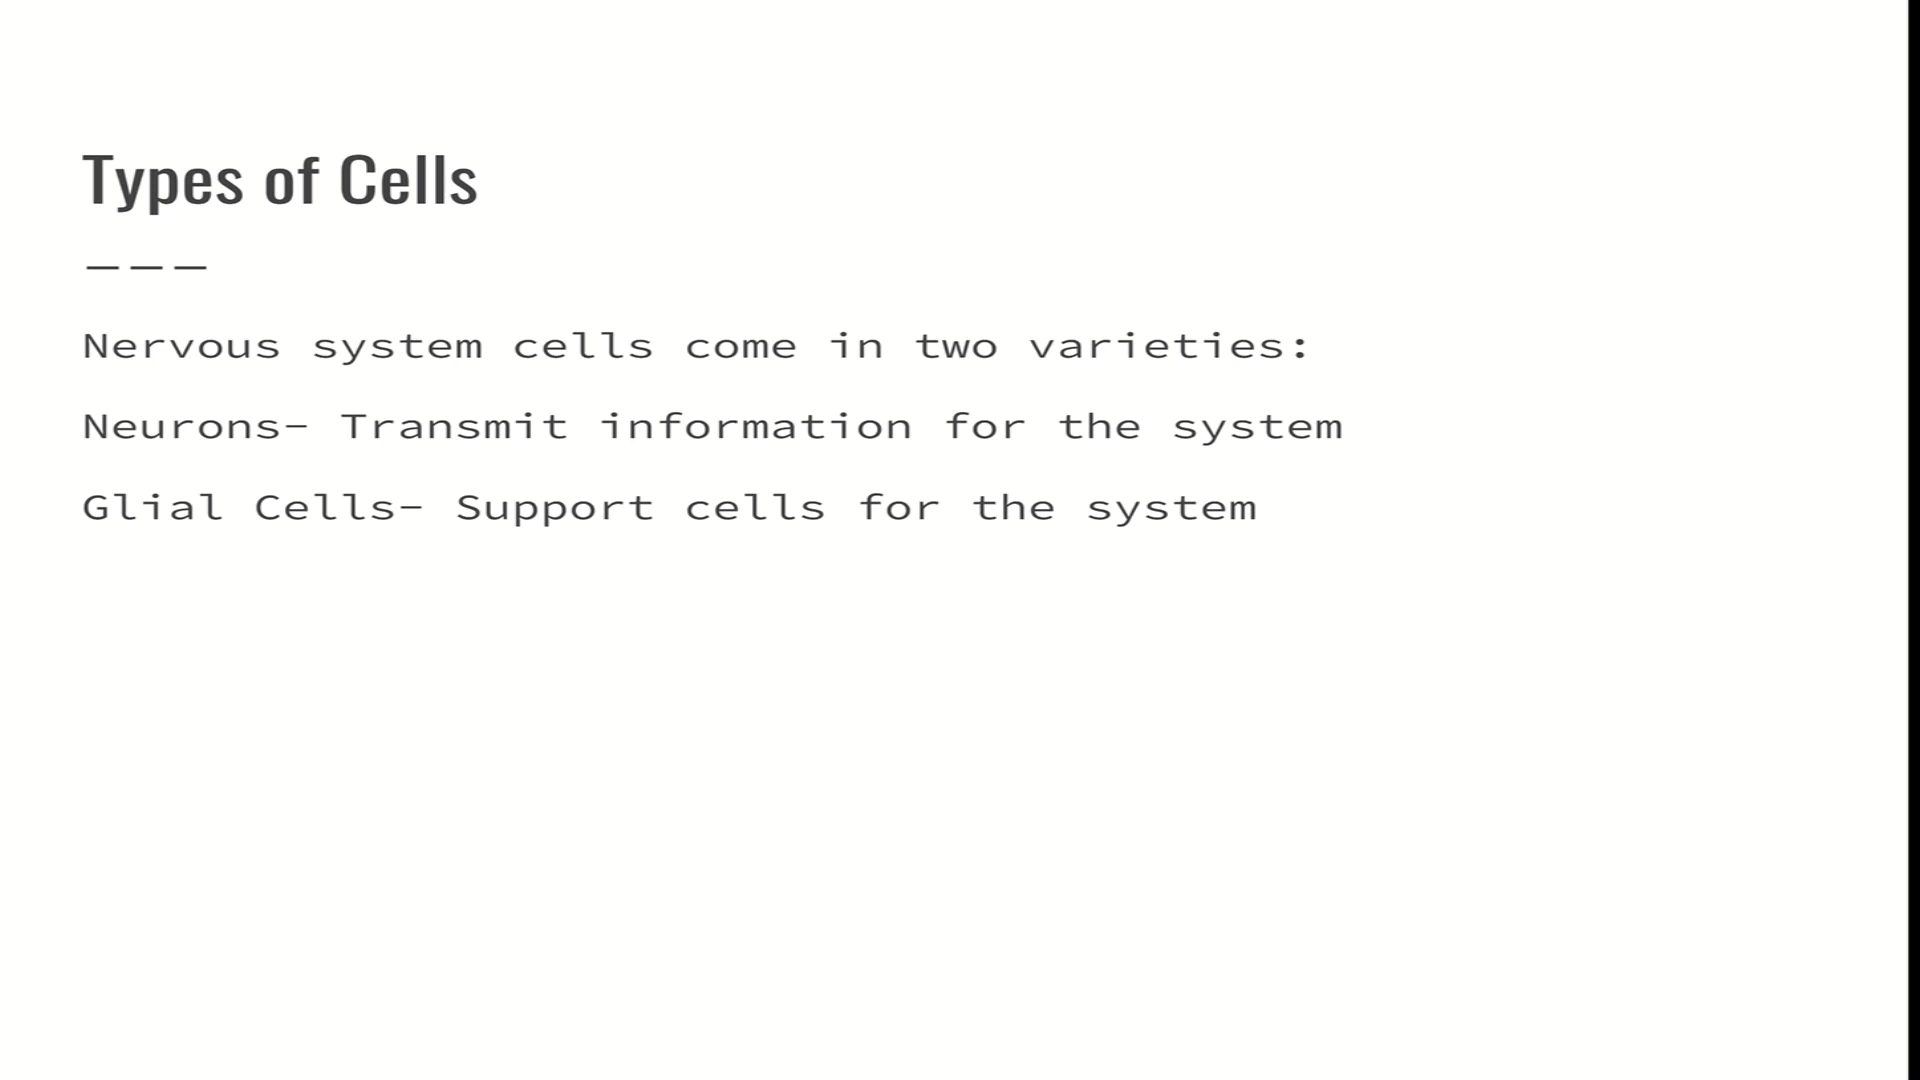 Types of Cells
———
Nervous system cells come in two varieties:
Neurons– Transmit information for the system
Glial Cells– Support cells for the system